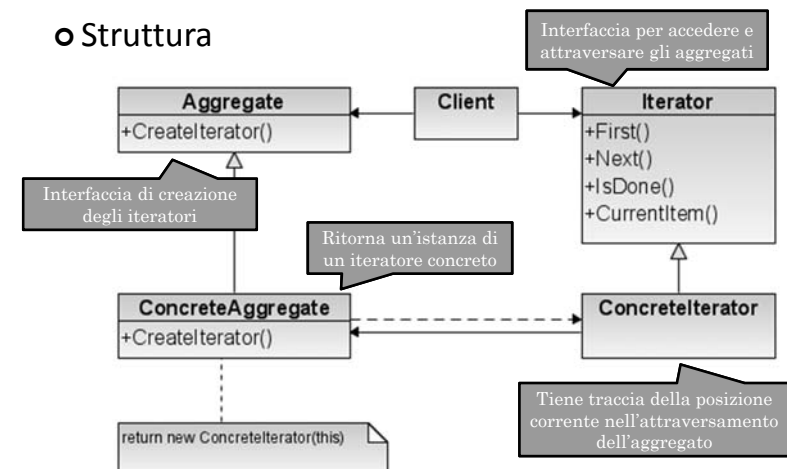 Struttura
Interfaccia per accedere e
attraversare gli aggregati
Aggregate
+CreateIterator()
Client
Iterator
+First()
+Next()
+IsDone()
+CurrentItem()
Interfaccia di creazione
degli iteratori
Ritorna un'istanza di
un iteratore concreto
ConcreteAggregate
+CreateIterator()
ConcreteIterator
Tiene traccia della posizione
corrente nell'attraversamento
dell'aggregato
return new ConcreteIterator(this)